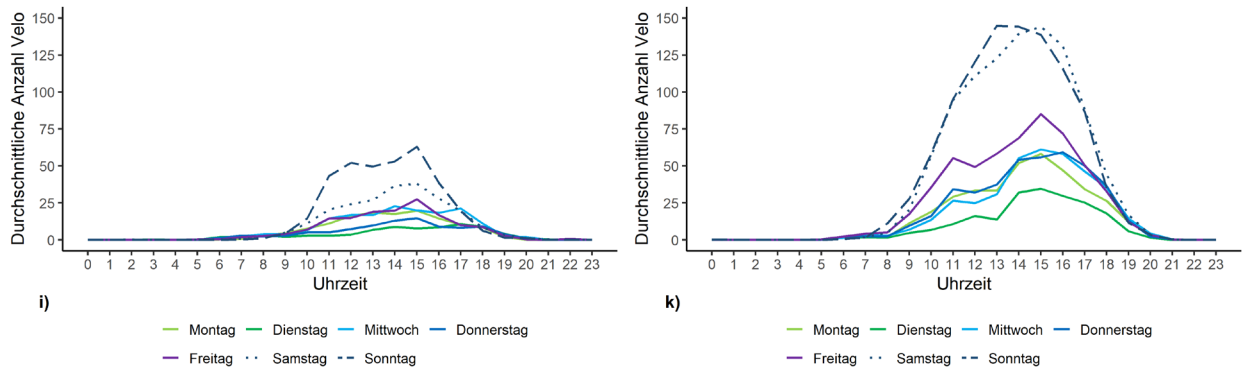 Durchschnittliche Anzahl Velo
150
125
100
75
50
25
0
0 1 2 3 4 5 6 7 8 9 10 11 12 13 14 15 16 17 18 19 20 21 22 23
Uhrzeit
i)
Montag Dienstag Mittwoch Donnerstag
Freitag Samstag Sonntag
Durchschnittliche Anzahl Velo
150
125
100
75
50
25
0
0 1 2 3 4 5 6 7 8 9 10 11 12 13 14 15 16 17 18 19 20 21 22 23
Uhrzeit
k)
Montag Dienstag Mittwoch Donnerstag
Freitag Samstag Sonntag